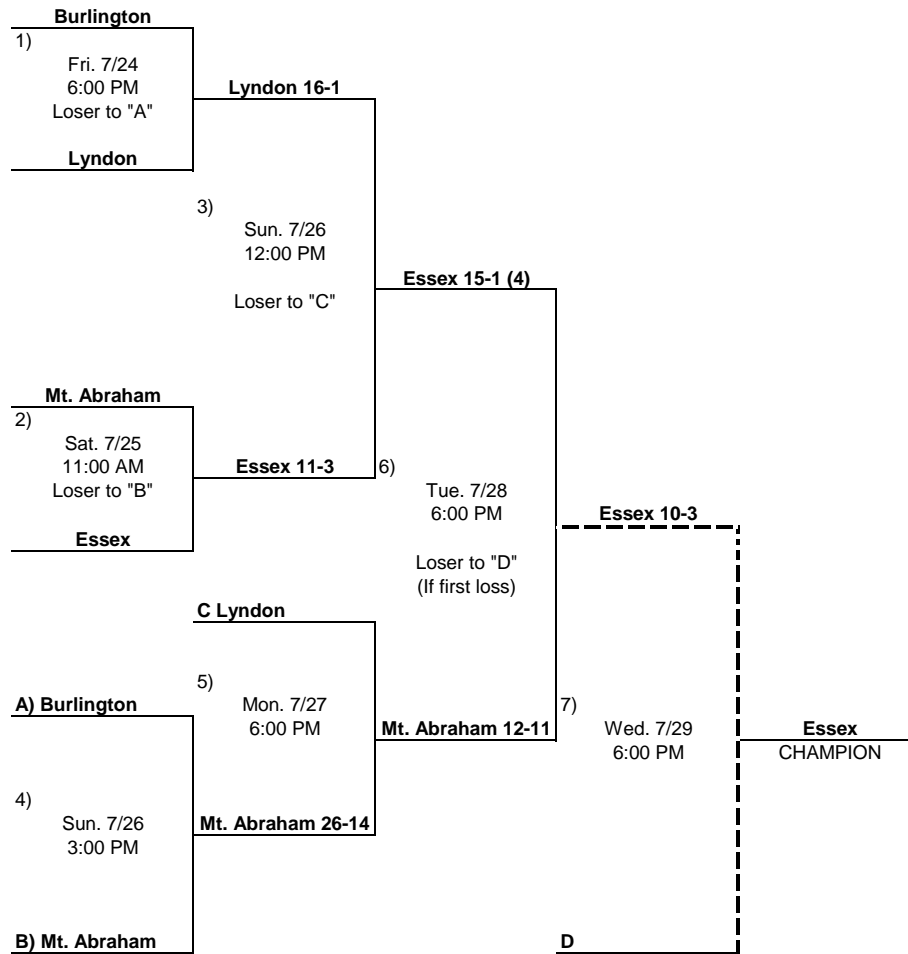 Burlington
1)
Fri. 7/24
6:00 PM
Loser to "A"
Lyndon 16-1
Lyndon
3)
Sun. 7/26
12:00 PM
Loser to "C"
Essex 15-1 (4)
Mt. Abraham
2)
Sat. 7/25
11:00 AM
Loser to "B"
Essex 11-3
Essex
6)
Tue. 7/28
6:00 PM
Loser to "D"
(If first loss)
Essex 10-3
C Lyndon
5)
Mon. 7/27
6:00 PM
A) Burlington
Mt. Abraham 12-11
7)
Wed. 7/29
6:00 PM
Essex
CHAMPION
4)
Sun. 7/26
3:00 PM
Mt. Abraham 26-14
B) Mt. Abraham
D